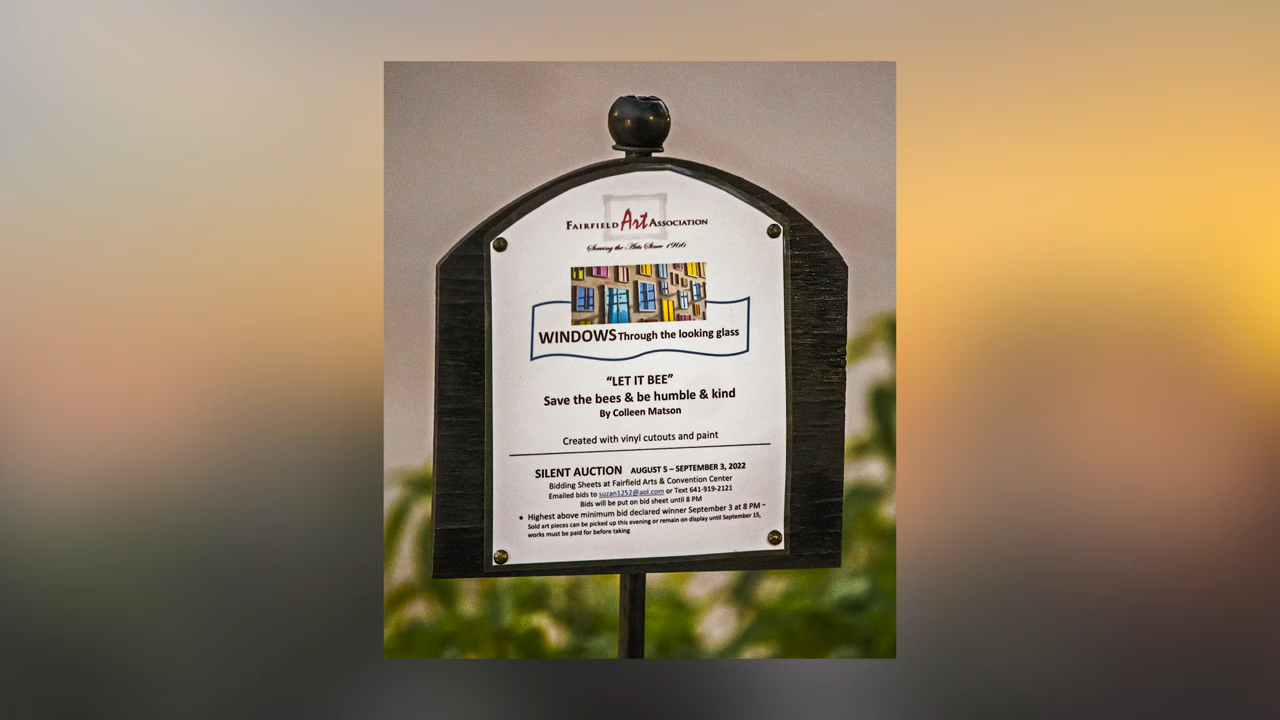 FAIRFIELD Art ASSOCIATION
Serving the Arts Since 1966
WINDOWS Through the looking glass
“LET IT BEE”
Save the bees & be humble & kind
By Colleen Matson
Created with vinyl cutouts and paint
SILENT AUCTION AUGUST 5 – SEPTEMBER 3, 2022
Bidding Sheets at Fairfield Arts & Convention Center
Emailed bids to suzan1252@aol.com or Text 641-919-2121
Bids will be put on bid sheet until 8 PM
• Highest above minimum bid declared winner September 3 at 8 PM –
Sold art pieces can be picked up this evening or remain on display until September 15,
works must be paid for before taking